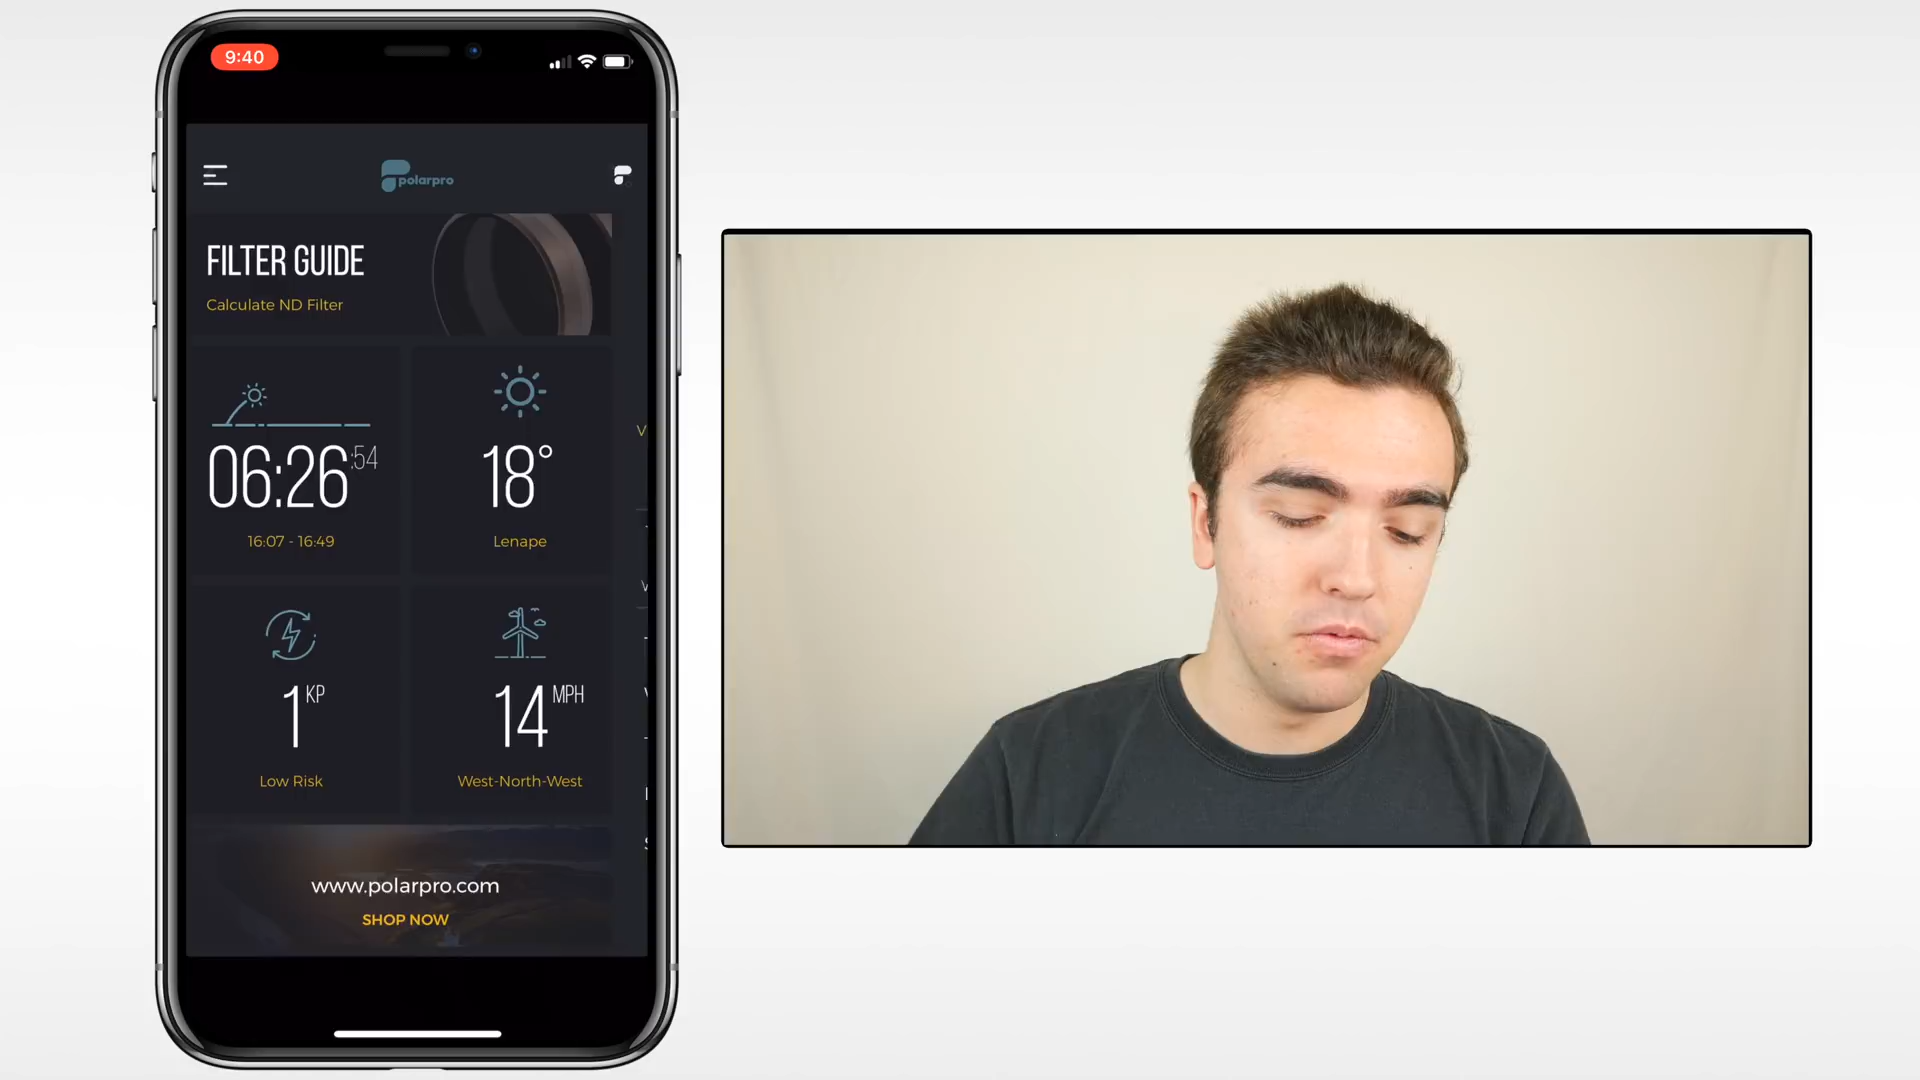 9:40
polarpro
FILTER GUIDE
Calculate ND Filter
06:26:54
16:07 - 16:49
18°
Lenape
1 KP
Low Risk
14 MPH
West-North-West
www.polarpro.com
SHOP NOW